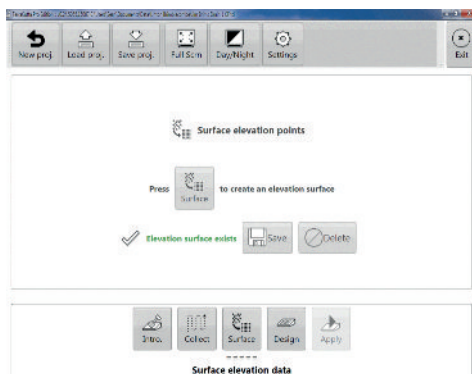 New proj.
Load proj.
Save proj.
Full Scrn
Day/Night
Settings
Exit
Surface elevation points
Press
Surface
to create an elevation surface
Elevation surface exists
Save
Delete
Intro.
Collect
Surface
Design
Apply
Surface elevation data